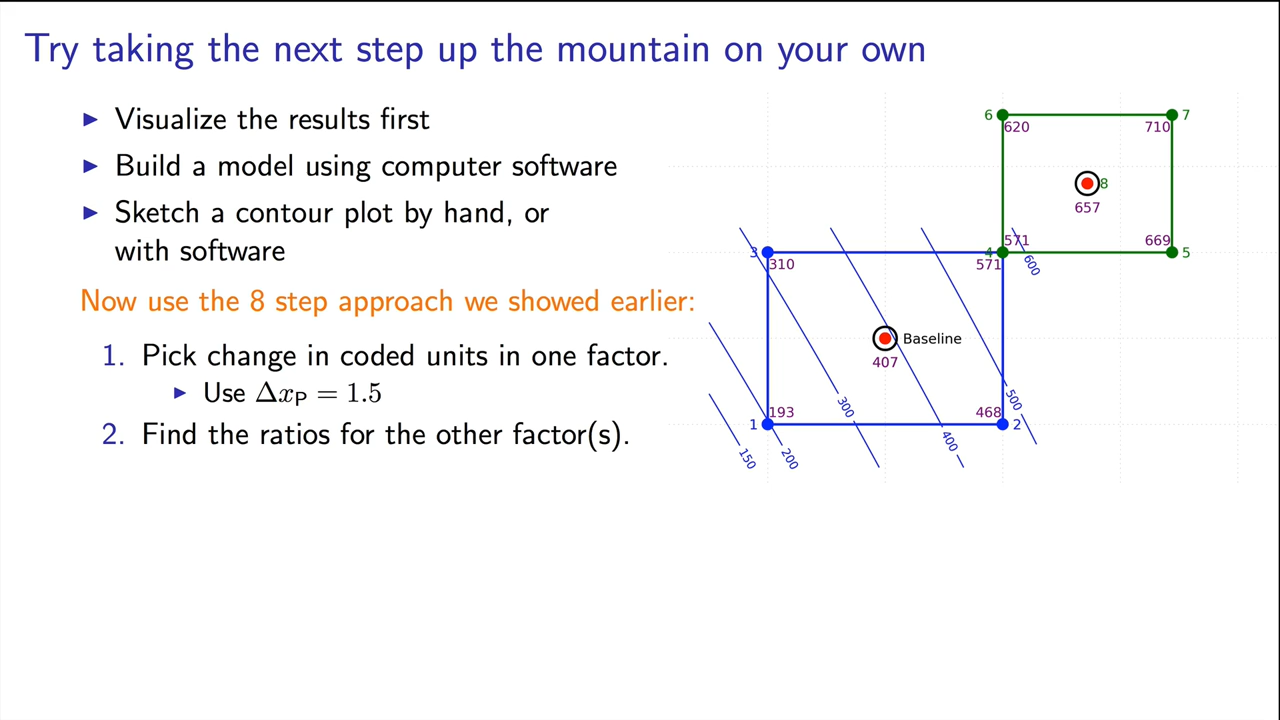 Try taking the next step up the mountain on your own
▶ Visualize the results first
▶ Build a model using computer software
▶ Sketch a contour plot by hand, or
with software
Now use the 8 step approach we showed earlier:
1. Pick change in coded units in one factor.
▶ Use Δx_P = 1.5
2. Find the ratios for the other factor(s).
6
7
620
710
8
657
571
669
3
4
5
310
571
600
Baseline
407
193
468
300
500
1
2
400
150
200